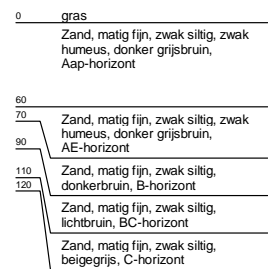 0 gras
Zand, matig fijn, zwak siltig, zwak
humeus, donker grijsbruin,
Aap-horizont
60
70 Zand, matig fijn, zwak siltig, zwak
humeus, donker grijsbruin,
AE-horizont
90
Zand, matig fijn, zwak siltig,
donkerbruin, B-horizont
110
120
Zand, matig fijn, zwak siltig,
lichtbruin, BC-horizont
Zand, matig fijn, zwak siltig,
beigegrijs, C-horizont